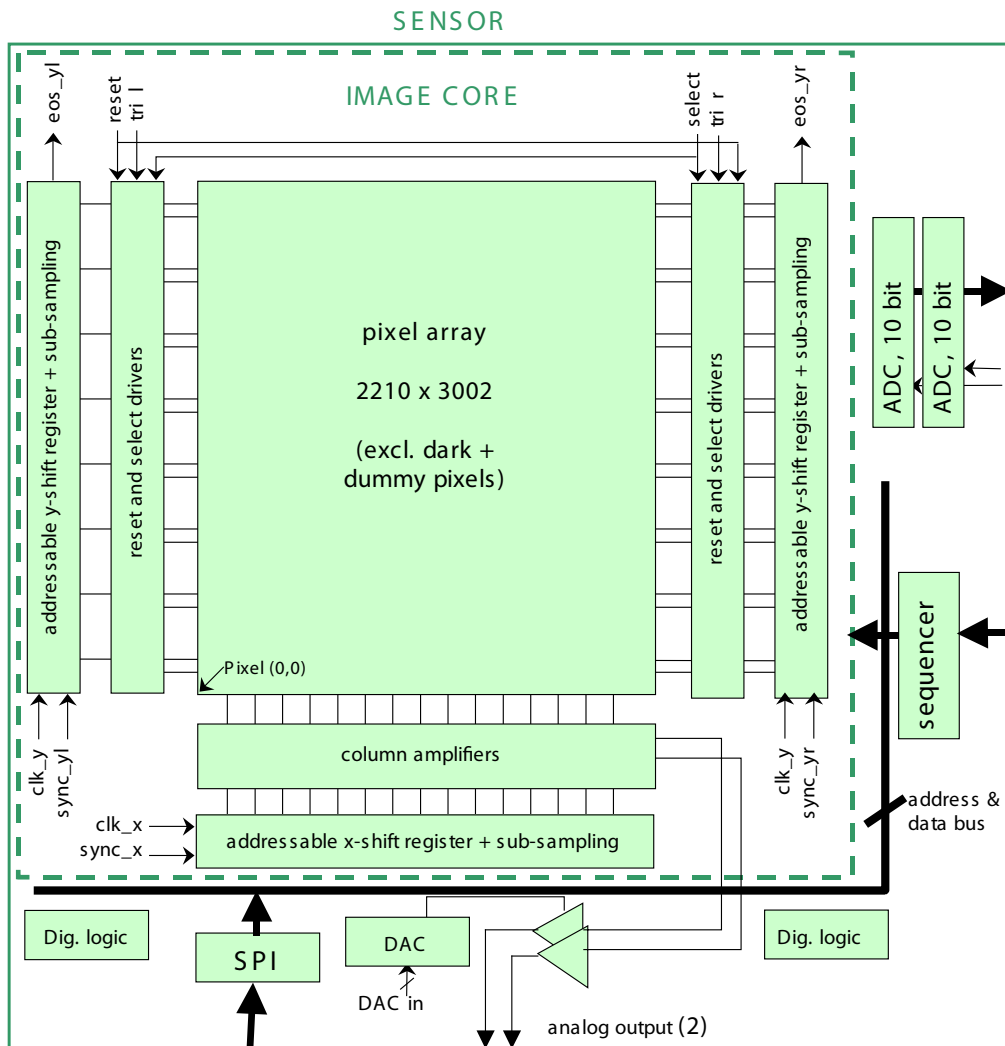 SENSOR
IMAGE CORE
eos_yl
reset
tri_l
select
tri_r
eos_yr
addressable y-shift register + sub-sampling
reset and select drivers
pixel array
2210 x 3002
(excl. dark +
dummy pixels)
reset and select drivers
addressable y-shift register + sub-sampling
ADC, 10 bit
ADC, 10 bit
Pixel (0,0)
sequencer
clk_y
sync_yl
column amplifiers
clk_y
sync_yr
address &
data bus
clk_x
sync_x
addressable x-shift register + sub-sampling
Dig. logic
SPI
DAC
DAC in
Dig. logic
analog output (2)